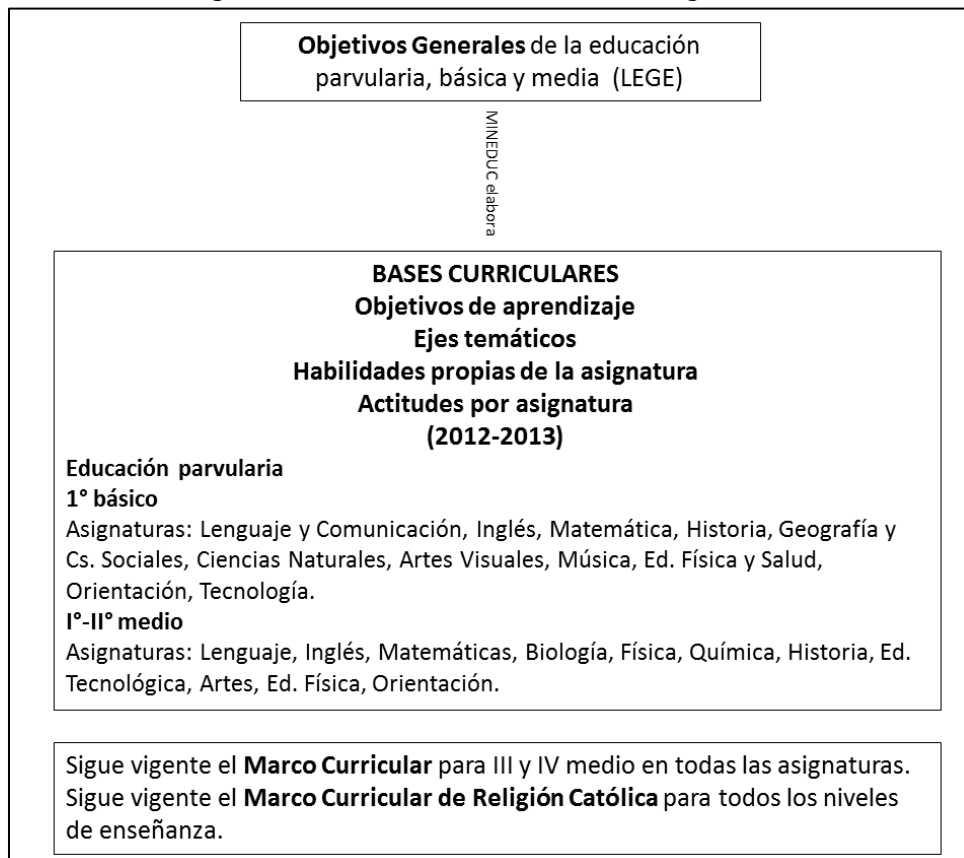 Objetivos Generales de la educación
parvularia, básica y media (LEGE)
MINEDUC elabora
BASES CURRICULARES
Objetivos de aprendizaje
Ejes temáticos
Habilidades propias de la asignatura
Actitudes por asignatura
(2012-2013)
Educación parvularia
1° básico
Asignaturas: Lenguaje y Comunicación, Inglés, Matemática, Historia, Geografía y
Cs. Sociales, Ciencias Naturales, Artes Visuales, Música, Ed. Física y Salud,
Orientación, Tecnología.
I°-II° medio
Asignaturas: Lenguaje, Inglés, Matemáticas, Biología, Física, Química, Historia, Ed.
Tecnológica, Artes, Ed. Física, Orientación.
Sigue vigente el Marco Curricular para III y IV medio en todas las asignaturas.
Sigue vigente el Marco Curricular de Religión Católica para todos los niveles
de enseñanza.